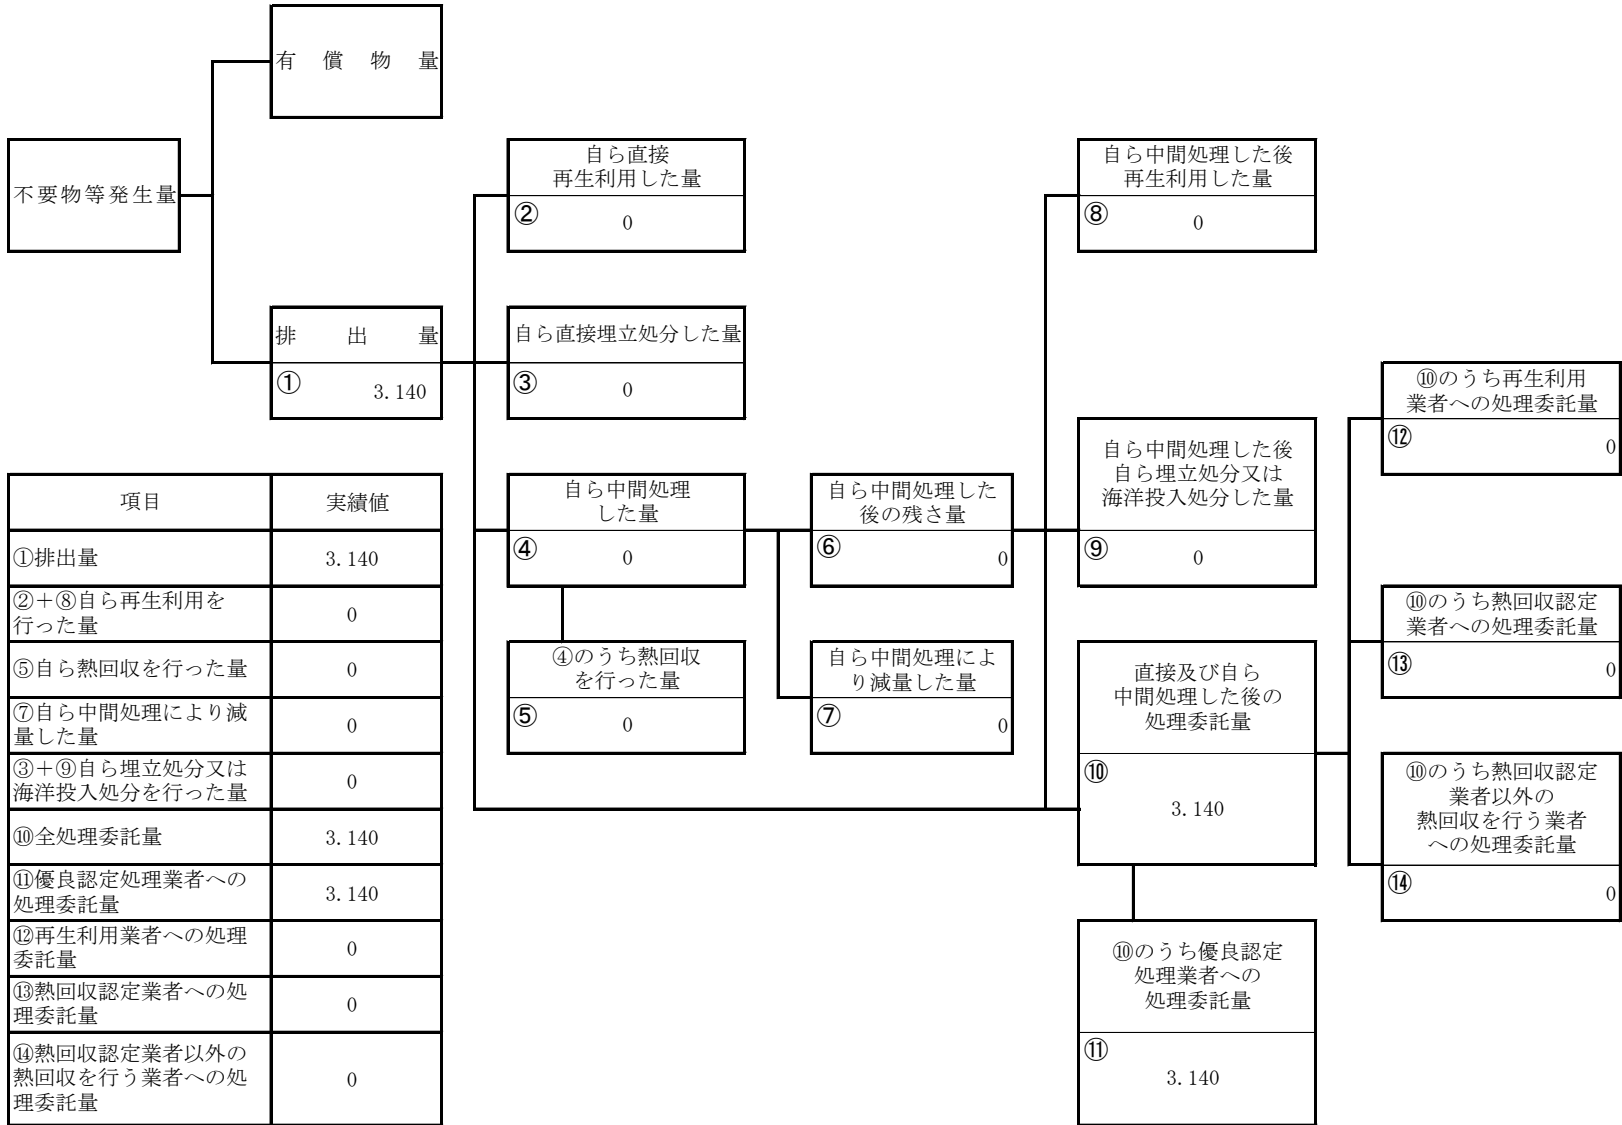 有償物量
不要物等発生量
排出量
① 3.140
自ら直接
再生利用した量
② 0
自ら直接埋立処分した量
③ 0
自ら中間処理
した量
④ 0
④のうち熱回収
を行った量
⑤ 0
自ら中間処理した
後の残さ量
⑥ 0
自ら中間処理によ
り減量した量
⑦ 0
自ら中間処理した後
再生利用した量
⑧ 0
自ら中間処理した後
自ら埋立処分又は
海洋投入処分した量
⑨ 0
直接及び自ら
中間処理した後の
処理委託量
⑩
3.140
⑩のうち優良認定
処理業者への
処理委託量
⑪
3.140
⑩のうち再生利用
業者への処理委託量
⑫ 0
⑩のうち熱回収認定
業者への処理委託量
⑬ 0
⑩のうち熱回収認定
業者以外の
熱回収を行う業者
への処理委託量
⑭ 0
項目 実績値
①排出量 3.140
②+⑧自ら再生利用を
行った量 0
⑤自ら熱回収を行った量 0
⑦自ら中間処理により減
量した量 0
③+⑨自ら埋立処分又は
海洋投入処分を行った量 0
⑩全処理委託量 3.140
⑪優良認定処理業者への
処理委託量 3.140
⑫再生利用業者への処理
委託量 0
⑬熱回収認定業者への処
理委託量 0
⑭熱回収認定業者以外の
熱回収を行う業者への処
理委託量 0